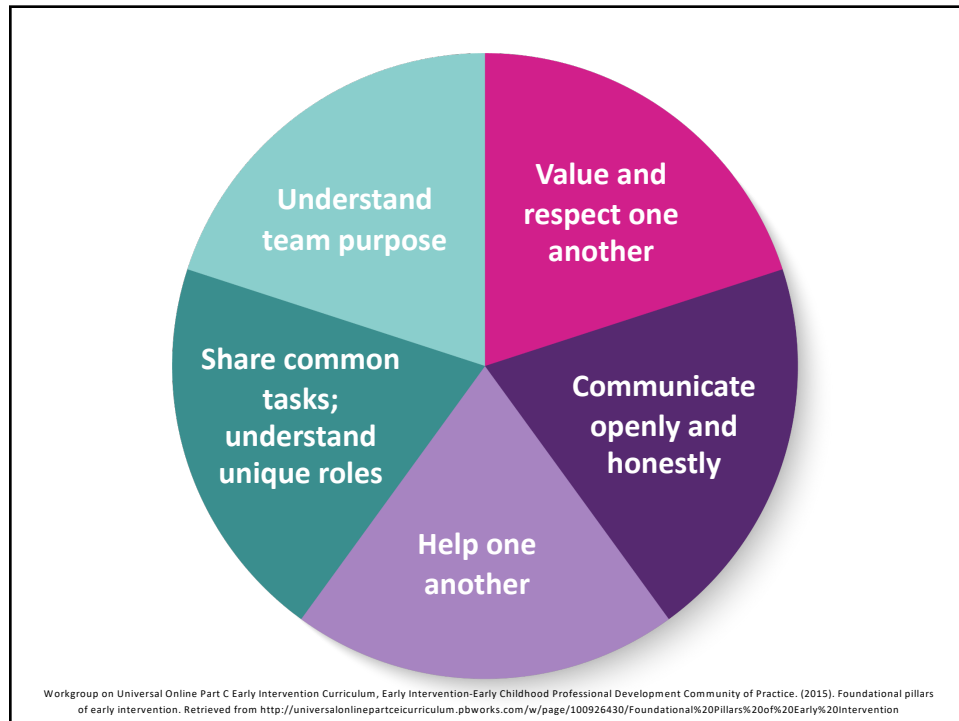 Value and
respect one
another
Communicate
openly and
honestly
Help one
another
Share common
tasks;
understand
unique roles
Understand
team purpose
Workgroup on Universal Online Part C Early Intervention Curriculum, Early Intervention-Early Childhood Professional Development Community of Practice. (2015). Foundational pillars
of early intervention. Retrieved from http://universalonlinepartceicurriculum.pbworks.com/w/page/100926430/Foundational%20Pillars%20of%20Early%20Intervention